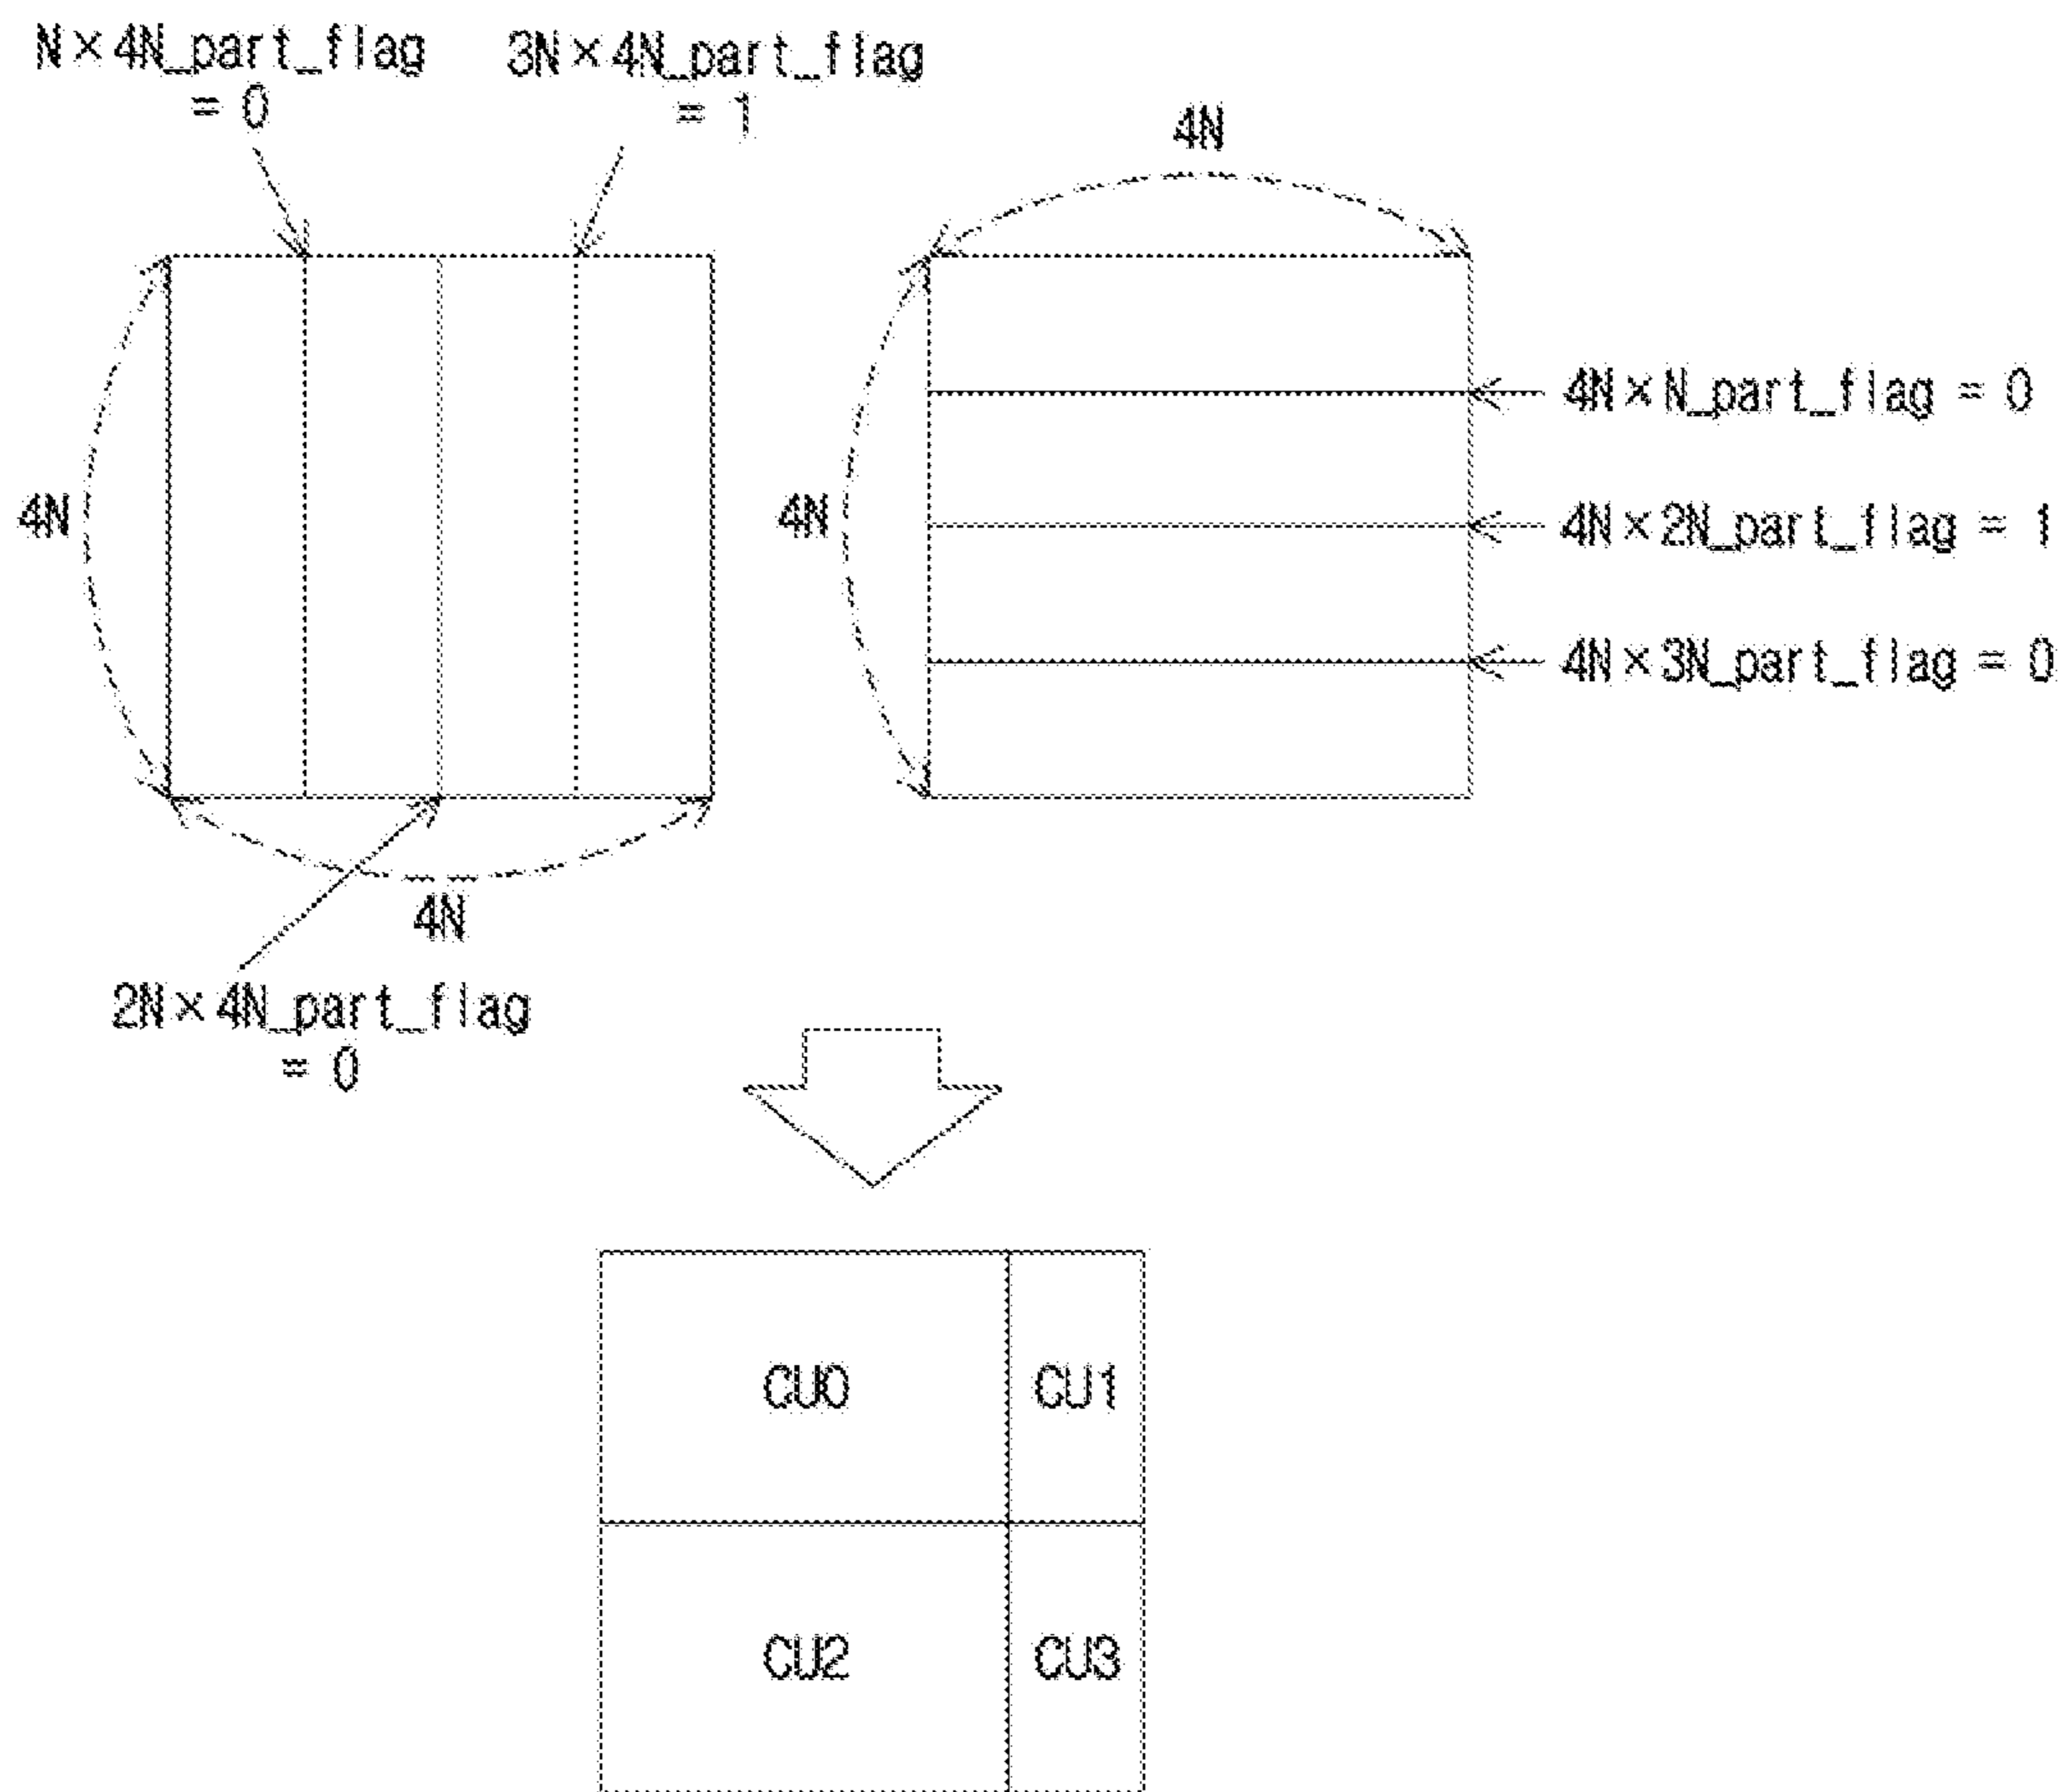 N×4N_part_flag
= 0
3N×4N_part_flag
= 1
4N
4N
4N
4N×N_part_flag = 0
4N×2N_part_flag = 1
4N×3N_part_flag = 0
4N
2N×4N_part_flag
= 0
CU0
CU1
CU2
CU3